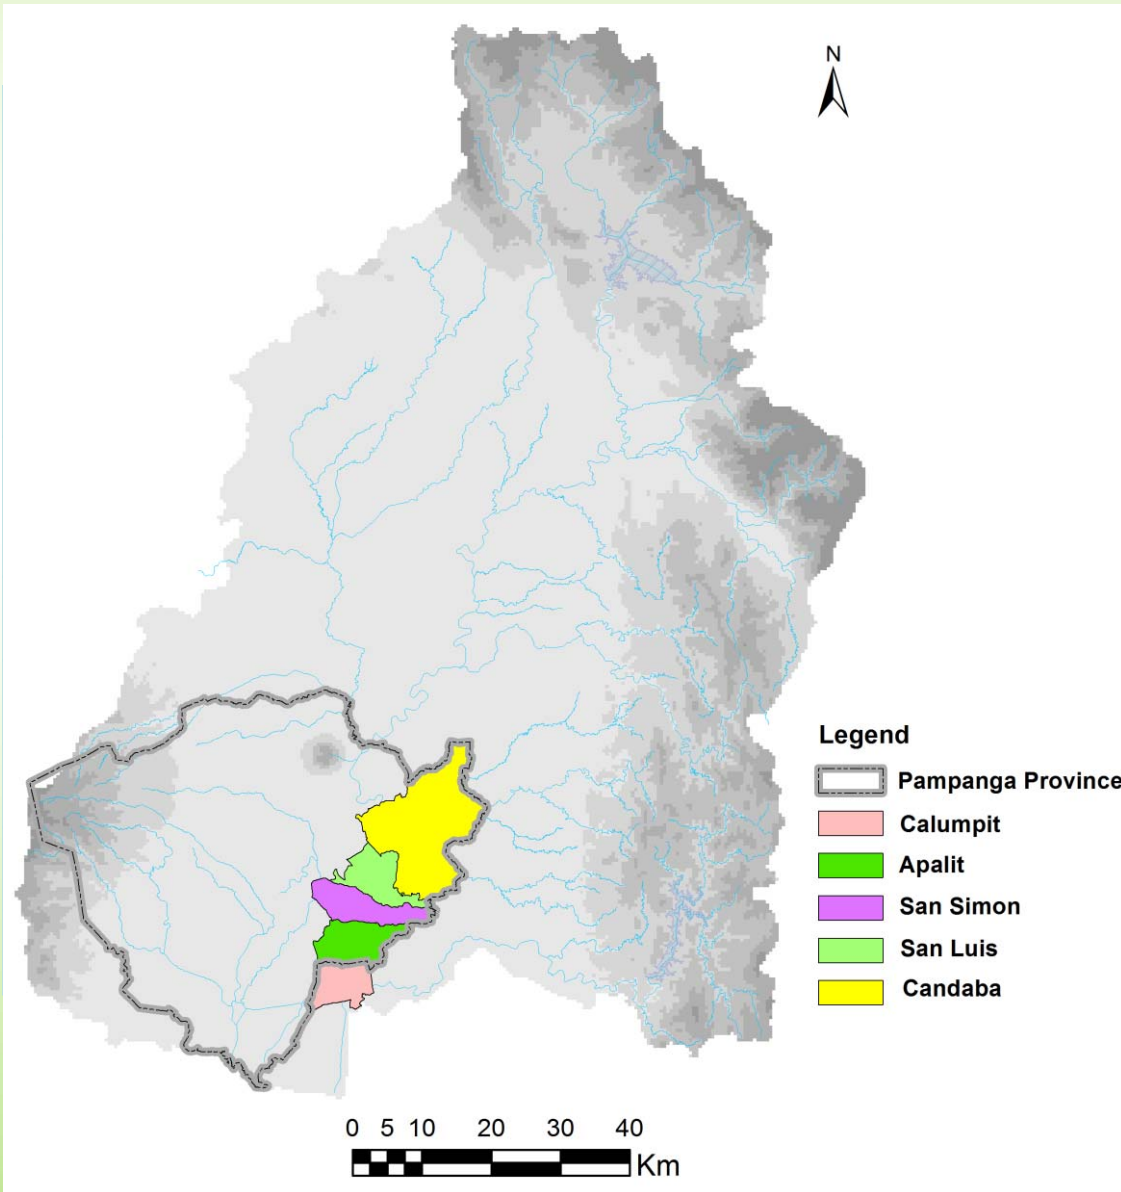 N
Legend
Pampanga Province
Calumpit
Apalit
San Simon
San Luis
Candaba
0 5 10 20 30 40
Km